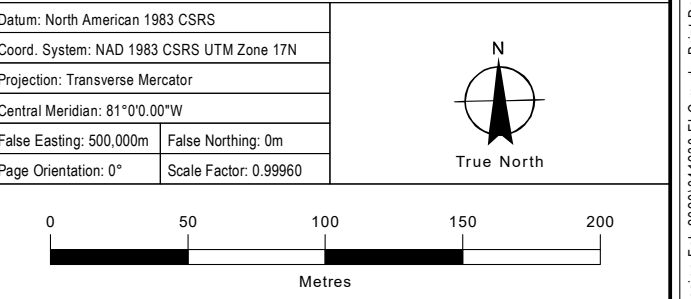 Datum: North American 1983 CSRS
Coord. System: NAD 1983 CSRS UTM Zone 17N
Projection: Transverse Mercator
Central Meridian: 81°0'0.00"W
False Easting: 500,000m
False Northing: 0m
Page Orientation: 0°
Scale Factor: 0.99960
N
True North
0 50 100 150 200
Metres